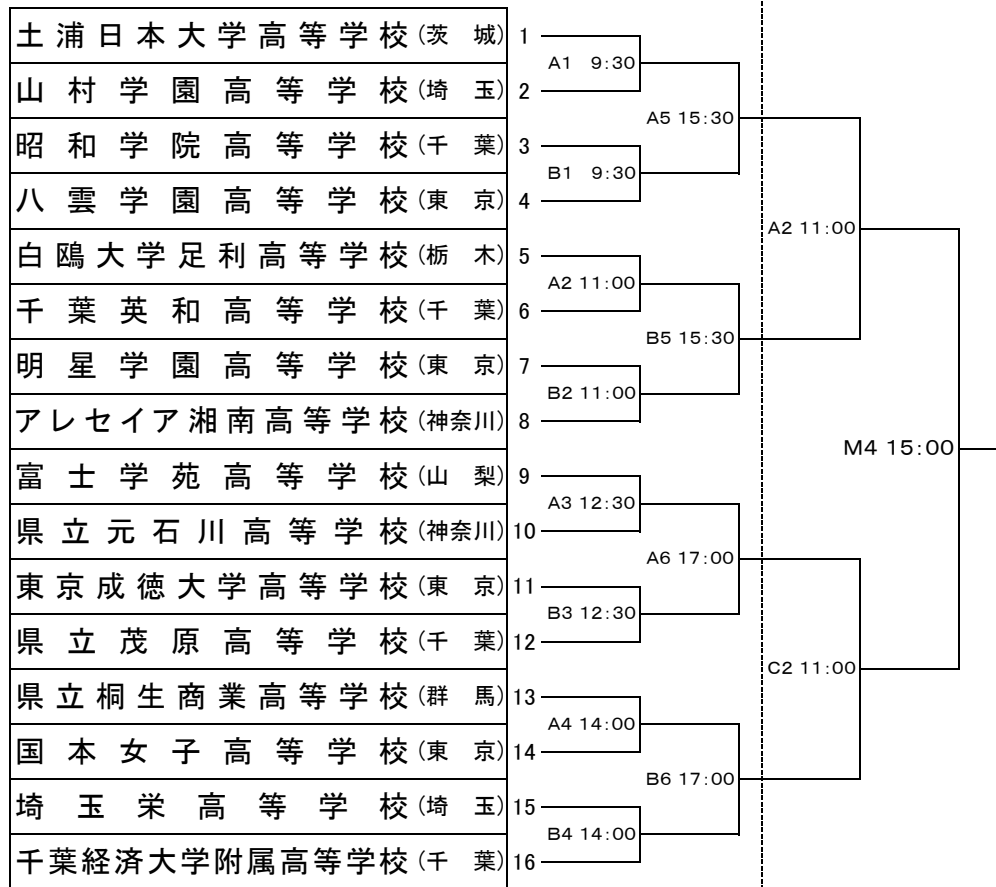 土浦日本大学高等学校(茨 城) 1
A1 9:30
山村学園高等学校(埼 玉) 2
A5 15:30
昭和学院高等学校(千 葉) 3
B1 9:30
八雲学園高等学校(東 京) 4
A2 11:00
白鴎大学足利高等学校(栃 木) 5
A2 11:00
千葉英和高等学校(千 葉) 6
B5 15:30
明星学園高等学校(東 京) 7
B2 11:00
アレセイア湘南高等学校(神奈川) 8
M4 15:00
富士学苑高等学校(山 梨) 9
A3 12:30
県立元石川高等学校(神奈川) 10
A6 17:00
東京成徳大学高等学校(東 京) 11
B3 12:30
県立茂原高等学校(千 葉) 12
C2 11:00
県立桐生商業高等学校(群 馬) 13
A4 14:00
国本女子高等学校(東 京) 14
B6 17:00
埼玉栄高等学校(埼 玉) 15
B4 14:00
千葉経済大学附属高等学校(千 葉) 16